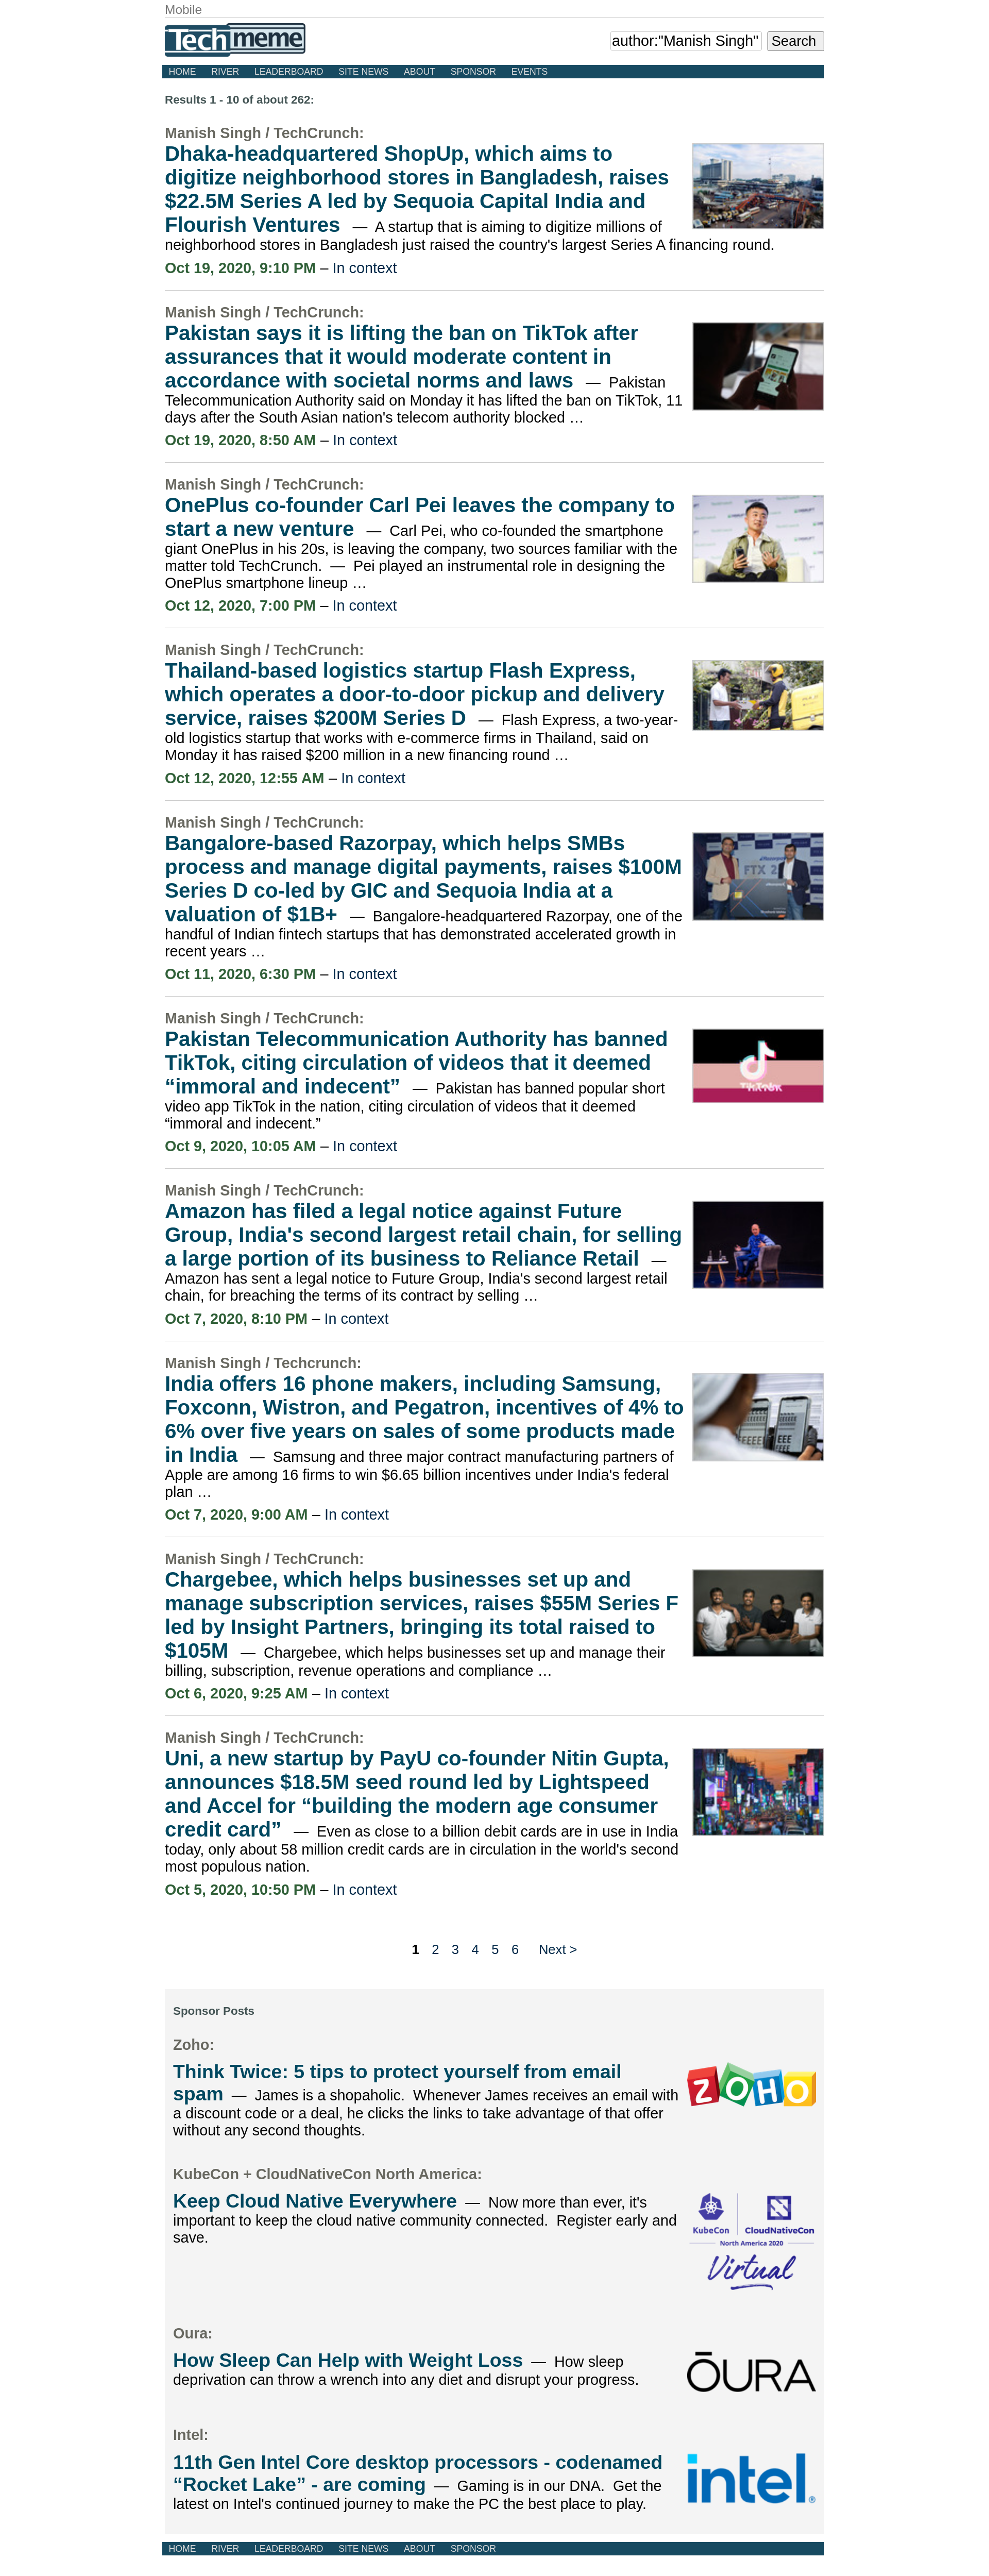 Mobile
Techmeme
author:"Manish Singh" Search
HOME RIVER LEADERBOARD SITE NEWS ABOUT SPONSOR EVENTS
Results 1 - 10 of about 262:
Manish Singh / TechCrunch:
Dhaka-headquartered ShopUp, which aims to
digitize neighborhood stores in Bangladesh, raises
$22.5M Series A led by Sequoia Capital India and
Flourish Ventures — A startup that is aiming to digitize millions of
neighborhood stores in Bangladesh just raised the country's largest Series A financing round.
Oct 19, 2020, 9:10 PM – In context
Manish Singh / TechCrunch:
Pakistan says it is lifting the ban on TikTok after
assurances that it would moderate content in
accordance with societal norms and laws — Pakistan
Telecommunication Authority said on Monday it has lifted the ban on TikTok, 11
days after the South Asian nation's telecom authority blocked …
Oct 19, 2020, 8:50 AM – In context
Manish Singh / TechCrunch:
OnePlus co-founder Carl Pei leaves the company to
start a new venture — Carl Pei, who co-founded the smartphone
giant OnePlus in his 20s, is leaving the company, two sources familiar with the
matter told TechCrunch. — Pei played an instrumental role in designing the
OnePlus smartphone lineup …
Oct 12, 2020, 7:00 PM – In context
Manish Singh / TechCrunch:
Thailand-based logistics startup Flash Express,
which operates a door-to-door pickup and delivery
service, raises $200M Series D — Flash Express, a two-year-
old logistics startup that works with e-commerce firms in Thailand, said on
Monday it has raised $200 million in a new financing round …
Oct 12, 2020, 12:55 AM – In context
Manish Singh / TechCrunch:
Bangalore-based Razorpay, which helps SMBs
process and manage digital payments, raises $100M
Series D co-led by GIC and Sequoia India at a
valuation of $1B+ — Bangalore-headquartered Razorpay, one of the
handful of Indian fintech startups that has demonstrated accelerated growth in
recent years …
FTX 2
Oct 11, 2020, 6:30 PM – In context
Manish Singh / TechCrunch:
Pakistan Telecommunication Authority has banned
TikTok, citing circulation of videos that it deemed
“immoral and indecent” — Pakistan has banned popular short
video app TikTok in the nation, citing circulation of videos that it deemed
“immoral and indecent.”
TikTok
Oct 9, 2020, 10:05 AM – In context
Manish Singh / TechCrunch:
Amazon has filed a legal notice against Future
Group, India's second largest retail chain, for selling
a large portion of its business to Reliance Retail —
Amazon has sent a legal notice to Future Group, India's second largest retail
chain, for breaching the terms of its contract by selling …
Oct 7, 2020, 8:10 PM – In context
Manish Singh / Techcrunch:
India offers 16 phone makers, including Samsung,
Foxconn, Wistron, and Pegatron, incentives of 4% to
6% over five years on sales of some products made
in India — Samsung and three major contract manufacturing partners of
Apple are among 16 firms to win $6.65 billion incentives under India's federal
plan …
Oct 7, 2020, 9:00 AM – In context
Manish Singh / TechCrunch:
Chargebee, which helps businesses set up and
manage subscription services, raises $55M Series F
led by Insight Partners, bringing its total raised to
$105M — Chargebee, which helps businesses set up and manage their
billing, subscription, revenue operations and compliance …
Oct 6, 2020, 9:25 AM – In context
Manish Singh / TechCrunch:
Uni, a new startup by PayU co-founder Nitin Gupta,
announces $18.5M seed round led by Lightspeed
and Accel for “building the modern age consumer
credit card” — Even as close to a billion debit cards are in use in India
today, only about 58 million credit cards are in circulation in the world's second
most populous nation.
Oct 5, 2020, 10:50 PM – In context
1 2 3 4 5 6 Next >
Sponsor Posts
Zoho:
Think Twice: 5 tips to protect yourself from email
spam — James is a shopaholic. Whenever James receives an email with
a discount code or a deal, he clicks the links to take advantage of that offer
without any second thoughts.
ZOHO
KubeCon + CloudNativeCon North America:
Keep Cloud Native Everywhere — Now more than ever, it's
important to keep the cloud native community connected. Register early and
save.
KubeCon CloudNativeCon
North America 2020
Virtual
Oura:
How Sleep Can Help with Weight Loss — How sleep
deprivation can throw a wrench into any diet and disrupt your progress.
ŌURA
Intel:
11th Gen Intel Core desktop processors - codenamed
“Rocket Lake” - are coming — Gaming is in our DNA. Get the
latest on Intel's continued journey to make the PC the best place to play.
intel®
HOME RIVER LEADERBOARD SITE NEWS ABOUT SPONSOR